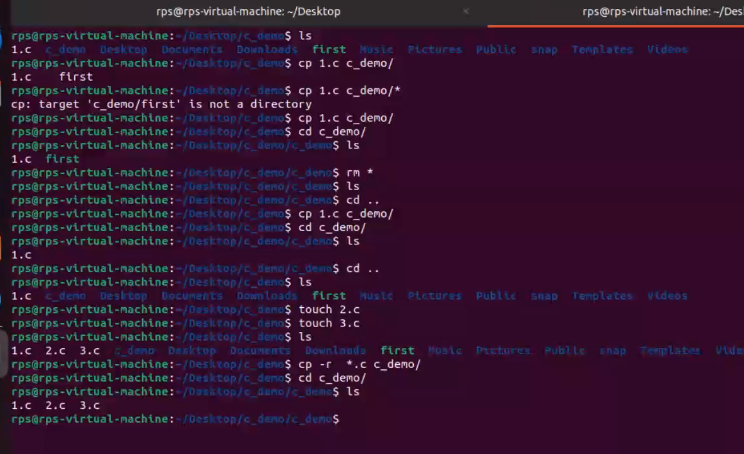 rps@rps-virtual-machine: ~/Desktop
rps@rps-virtual-machine: ~/Des
rps@rps-virtual-machine:~/Desktop/c_demo$ ls
1.c c_demo Desktop Documents Downloads first Music Pictures Public snap Templates Videos
rps@rps-virtual-machine:~/Desktop/c_demo$ cp 1.c c_demo/
1.c first
rps@rps-virtual-machine:~/Desktop/c_demo$ cp 1.c c_demo/*
cp: target 'c_demo/first' is not a directory
rps@rps-virtual-machine:~/Desktop/c_demo$ cp 1.c c_demo/
rps@rps-virtual-machine:~/Desktop/c_demo$ cd c_demo/
rps@rps-virtual-machine:~/Desktop/c_demo/c_demo$ ls
1.c first
rps@rps-virtual-machine:~/Desktop/c_demo/c_demo$ rm *
rps@rps-virtual-machine:~/Desktop/c_demo/c_demo$ ls
rps@rps-virtual-machine:~/Desktop/c_demo/c_demo$ cd ..
rps@rps-virtual-machine:~/Desktop/c_demo$ cp 1.c c_demo/
rps@rps-virtual-machine:~/Desktop/c_demo$ cd c_demo/
rps@rps-virtual-machine:~/Desktop/c_demo/c_demo$ ls
1.c
rps@rps-virtual-machine:~/Desktop/c_demo/c_demo$ cd ..
rps@rps-virtual-machine:~/Desktop/c_demo$ ls
1.c c_demo Desktop Documents Downloads first Music Pictures Public snap Templates Videos
rps@rps-virtual-machine:~/Desktop/c_demo$ touch 2.c
rps@rps-virtual-machine:~/Desktop/c_demo$ touch 3.c
rps@rps-virtual-machine:~/Desktop/c_demo$ ls
1.c 2.c 3.c c_demo Desktop Documents Downloads first Music Pictures Public snap Templates Vide
rps@rps-virtual-machine:~/Desktop/c_demo$ cp -r *.c c_demo/
rps@rps-virtual-machine:~/Desktop/c_demo$ cd c_demo/
rps@rps-virtual-machine:~/Desktop/c_demo/c_demo$ ls
1.c 2.c 3.c
rps@rps-virtual-machine:~/Desktop/c_demo/c_demo$